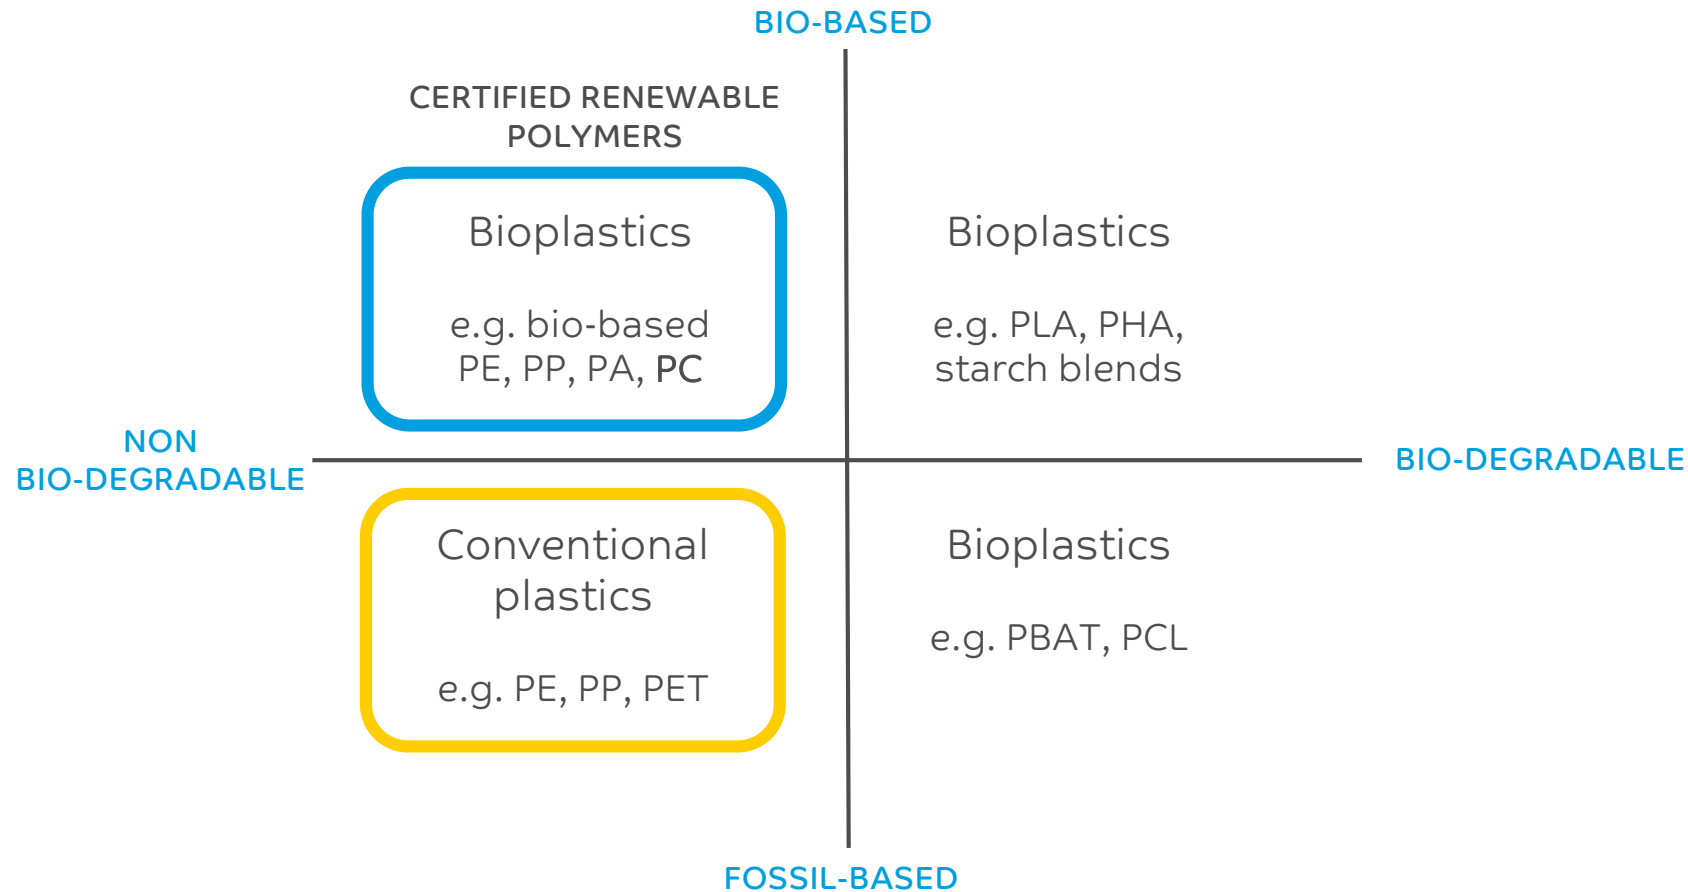 BIO-BASED
CERTIFIED RENEWABLE
POLYMERS
Bioplastics
e.g. bio-based
PE, PP, PA, PC
Bioplastics
e.g. PLA, PHA,
starch blends
NON
BIO-DEGRADABLE
BIO-DEGRADABLE
Conventional
plastics
e.g. PE, PP, PET
Bioplastics
e.g. PBAT, PCL
FOSSIL-BASED